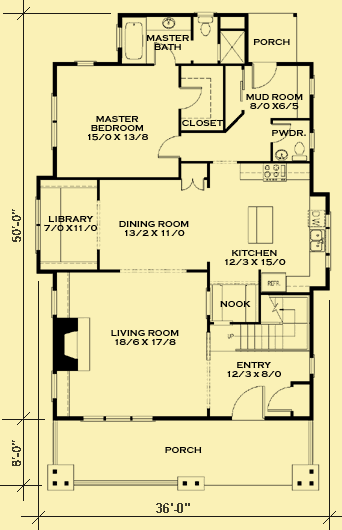 MASTER
BATH
PORCH
MUD ROOM
8/0 X6/5
MASTER
BEDROOM
15/0 X 13/8
CLOSET
PWDR.
LIBRARY
7/0 X11/0
DINING ROOM
13/2 X 11/0
KITCHEN
12/3 X 15/0
DW
REFR.
NOOK
LIVING ROOM
18/6 X 17/8
ENTRY
12/3 x 8/0
PORCH
50'-0"
8'-0"
36'-0"